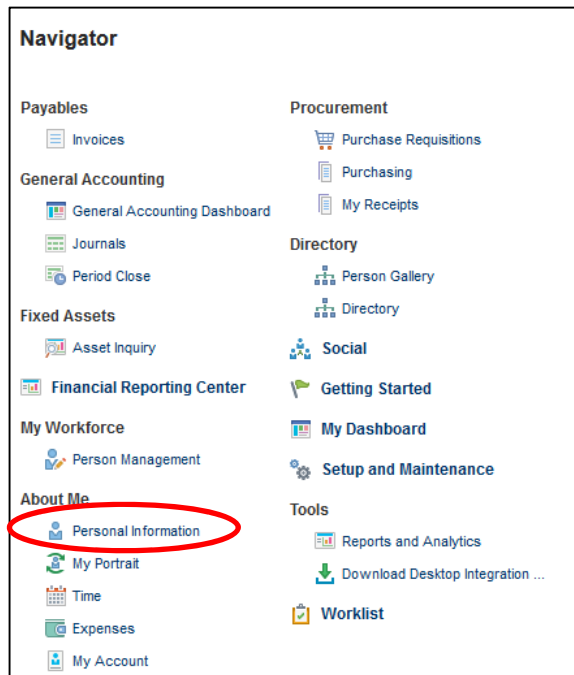 Navigator
Payables
Invoices
General Accounting
General Accounting Dashboard
Journals
Period Close
Fixed Assets
Asset Inquiry
Financial Reporting Center
My Workforce
Person Management
About Me
Personal Information
My Portrait
Time
Expenses
My Account
Procurement
Purchase Requisitions
Purchasing
My Receipts
Directory
Person Gallery
Directory
Social
Getting Started
My Dashboard
Setup and Maintenance
Tools
Reports and Analytics
Download Desktop Integration ...
Worklist